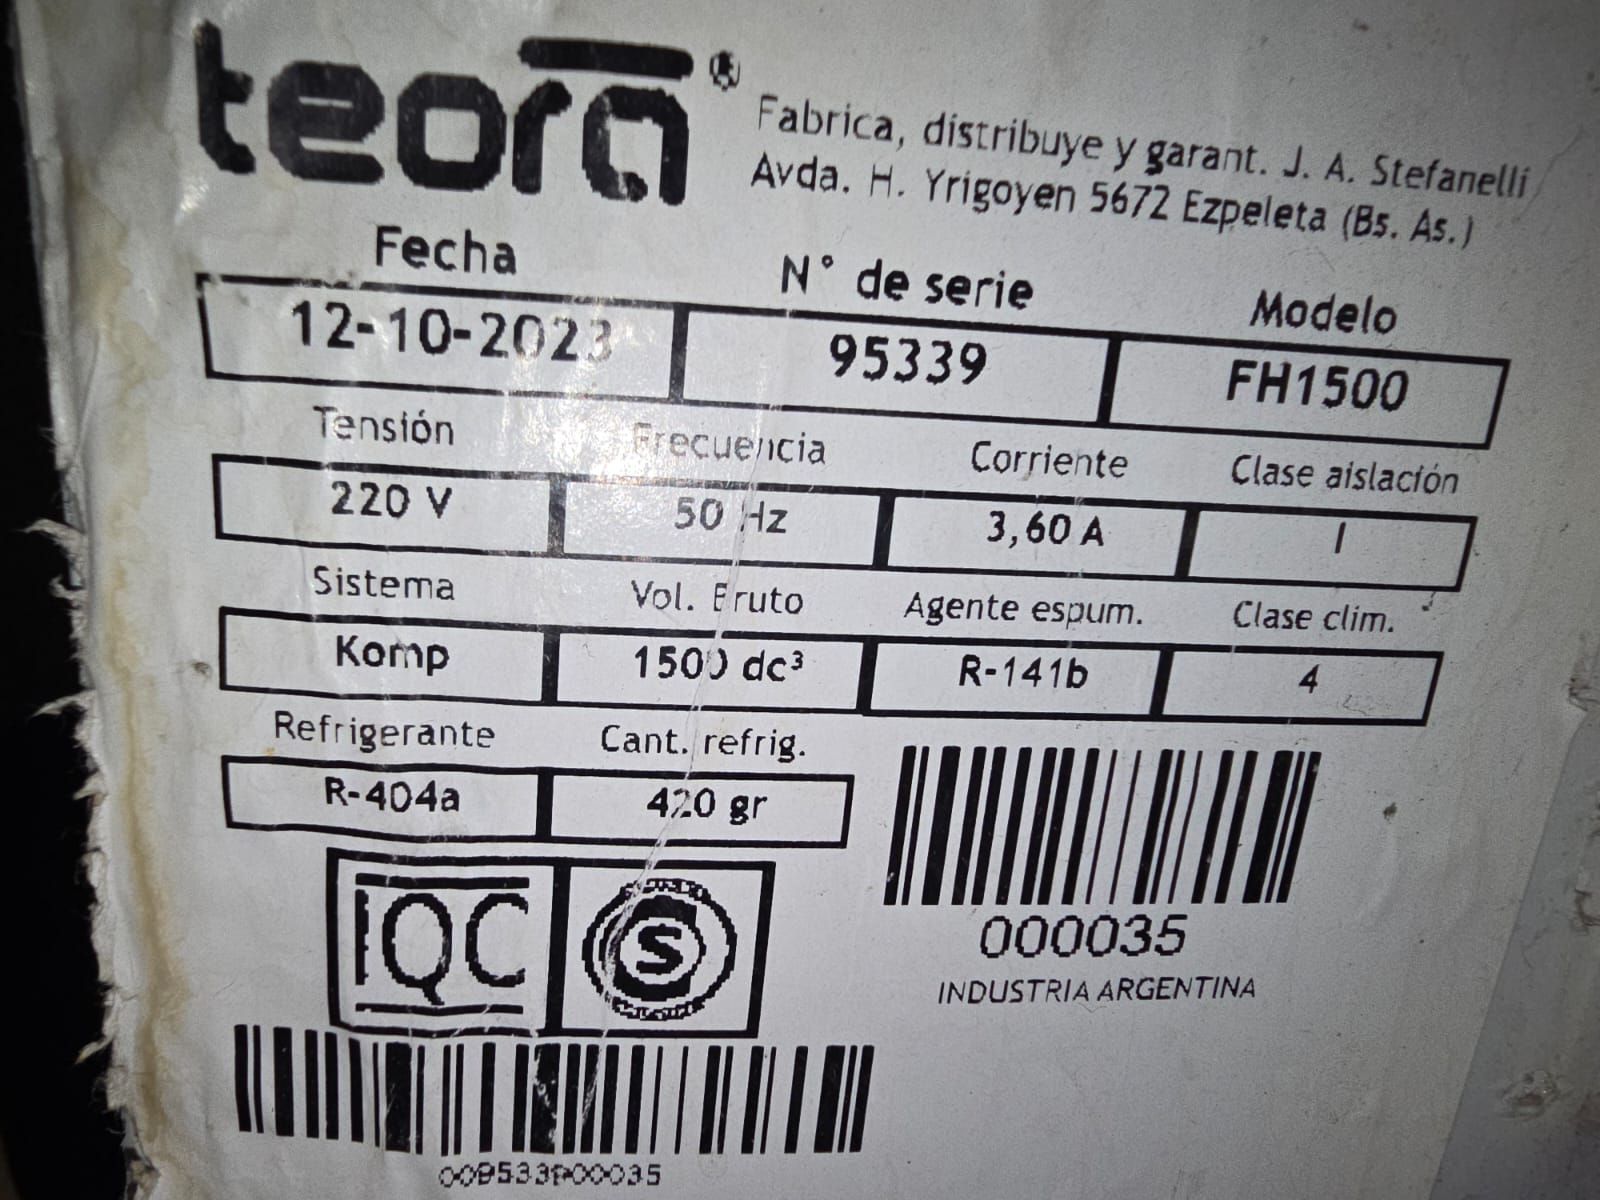 teora®
Fabrica, distribuye y garant. J. A. Stefanelli
Avda. H. Yrigoyen 5672 Ezpeleta (Bs. As.)
Fecha N° de serie Modelo
12-10-2023 95339 FH1500
Tensión Frecuencia Corriente Clase aislación
220 V 50 Hz 3,60 A I
Sistema Vol. Bruto Agente espum. Clase clim.
Komp 1500 dc³ R-141b 4
Refrigerante Cant. refrig.
R-404a 420 gr
IQC S
000035
INDUSTRIA ARGENTINA